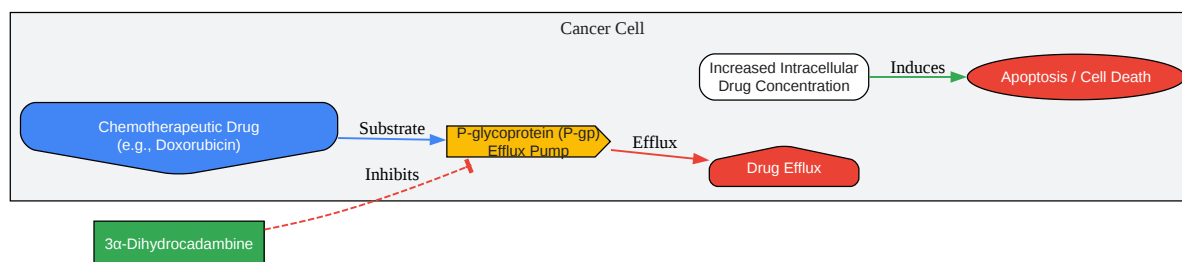 Cancer Cell
Increased Intracellular
Drug Concentration
Induces
Apoptosis / Cell Death
Chemotherapeutic Drug
(e.g., Doxorubicin)
Substrate
P-glycoprotein (P-gp)
Efflux Pump
Efflux
Drug Efflux
Inhibits
3α-Dihydrocadambine